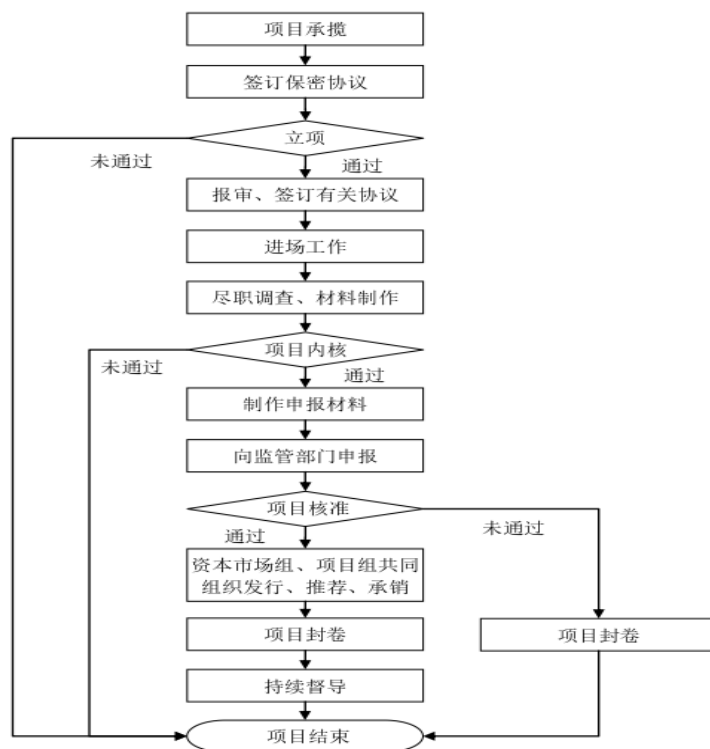 项目承揽
签订保密协议
立项
未通过
通过
报审、签订有关协议
进场工作
尽职调查、材料制作
项目内核
未通过
通过
制作申报材料
向监管部门申报
项目核准
通过
未通过
资本市场组、项目组共同
组织发行、推荐、承销
项目封卷
项目封卷
持续督导
项目结束